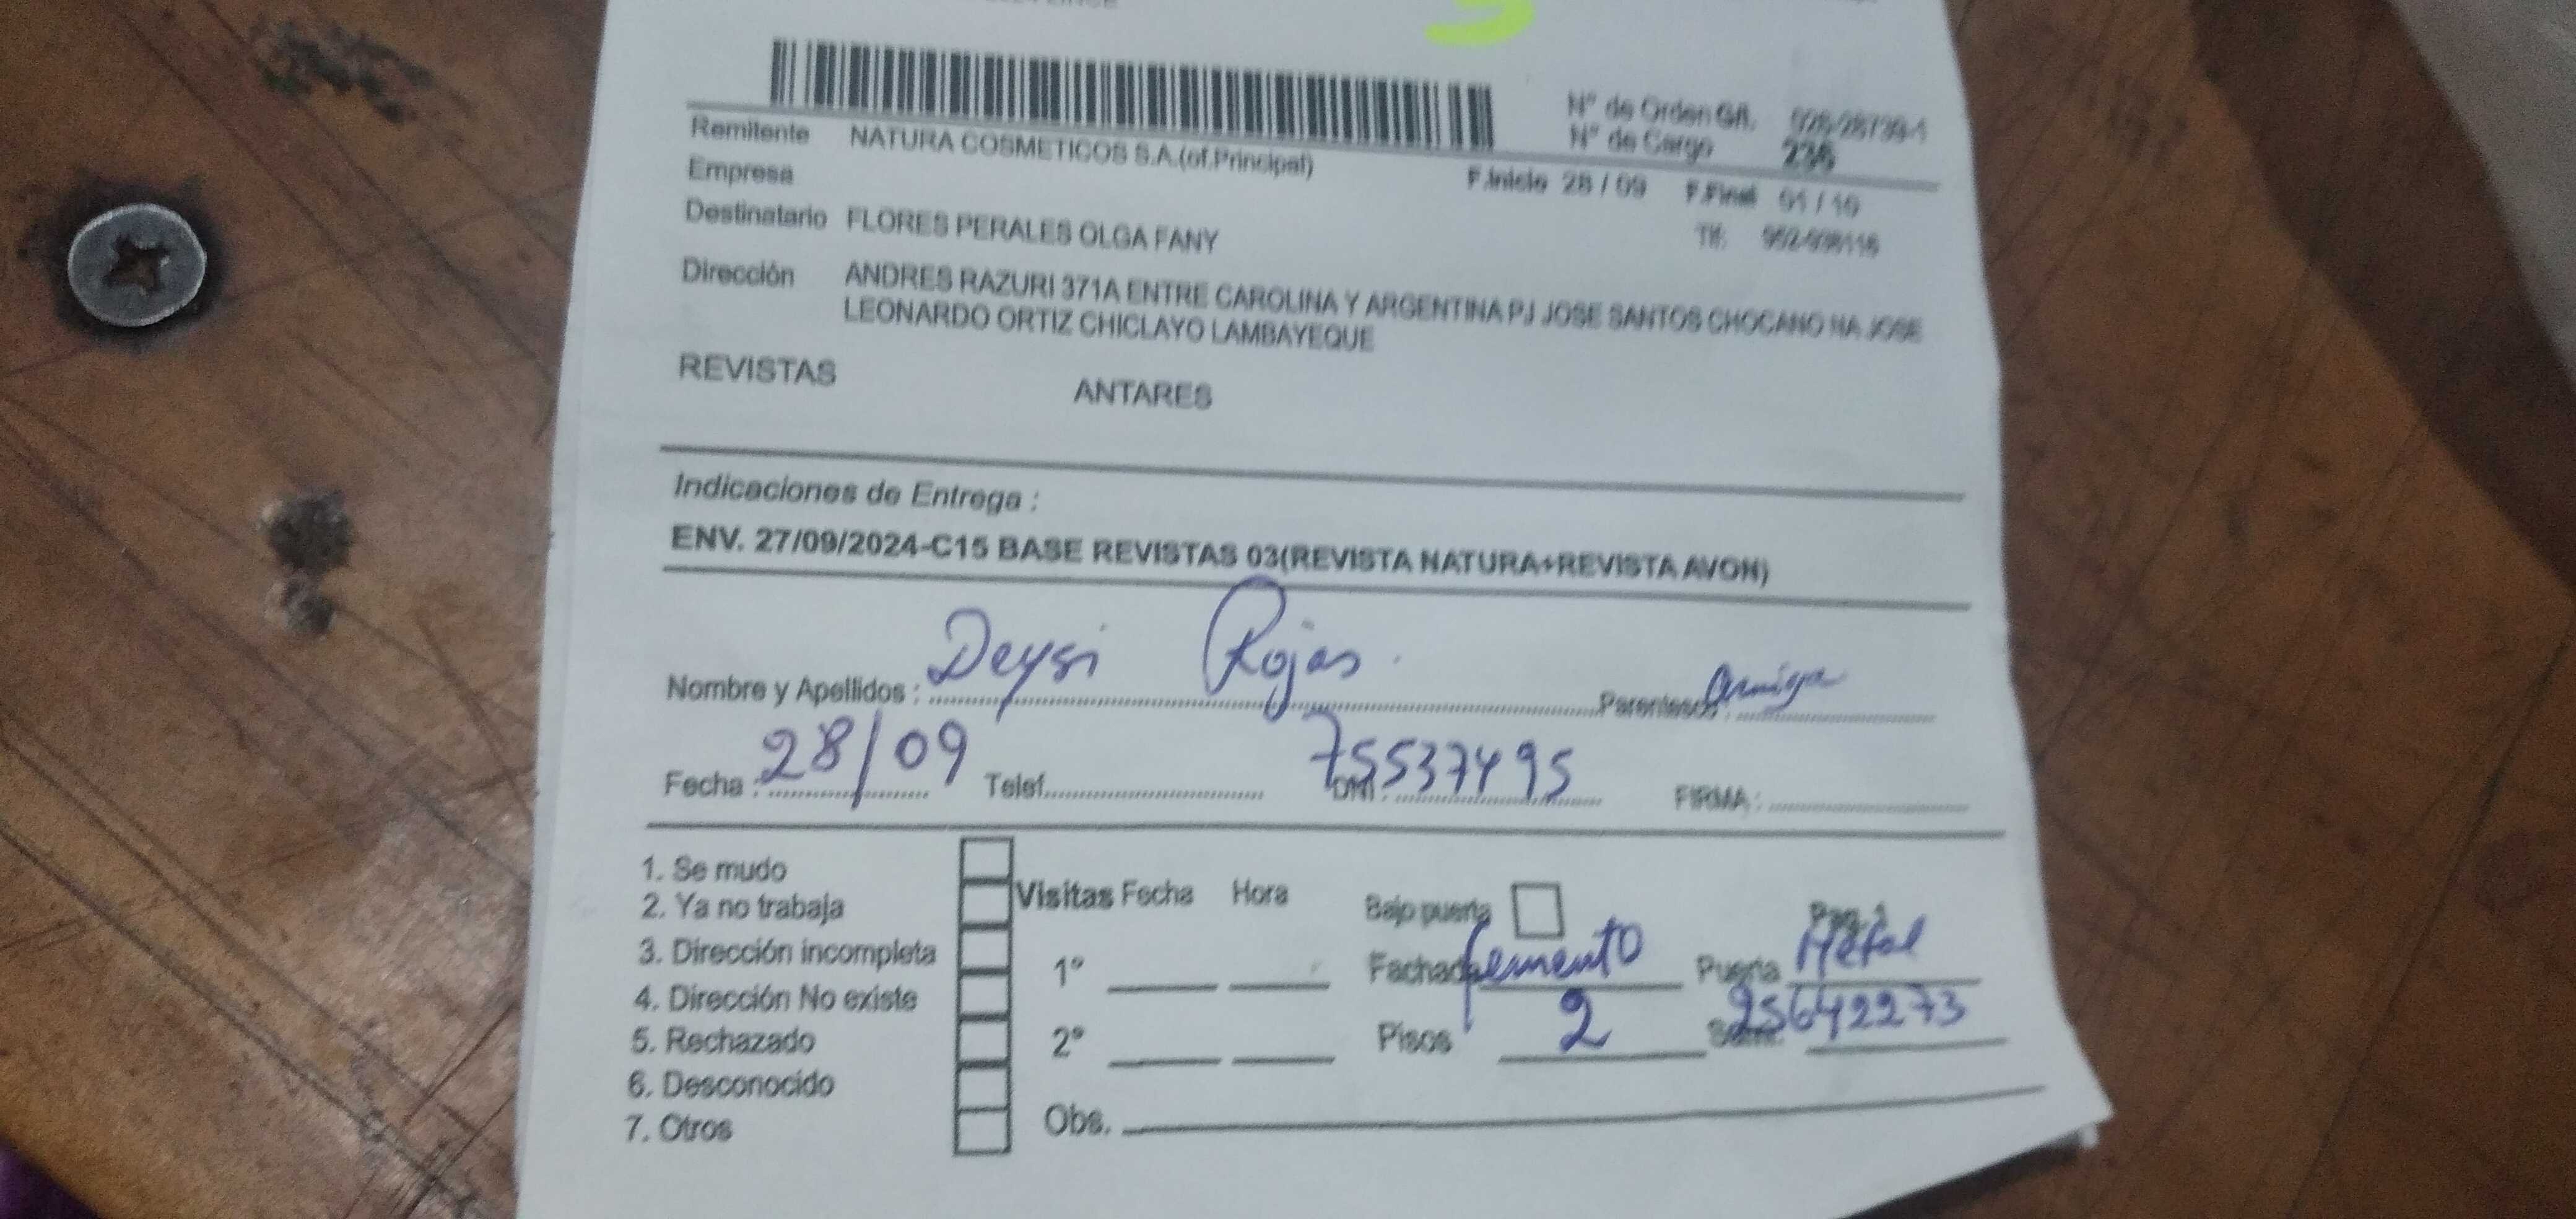 N° de Orden GR.
N° de Cargo 236
Remitente NATURA COSMETICOS S.A.(of.Principal)
Empresa F.Inicio 28 / 09 F.Final 01 / 10
Destinatario FLORES PERALES OLGA FANY Tlf:
Dirección ANDRES RAZURI 371A ENTRE CAROLINA Y ARGENTINA PJ JOSE SANTOS CHOCANO NA JOSE
LEONARDO ORTIZ CHICLAYO LAMBAYEQUE
REVISTAS ANTARES
Indicaciones de Entrega :
ENV. 27/09/2024-C15 BASE REVISTAS 03(REVISTA NATURA+REVISTA AVON)
Nombre y Apellidos : Deysi Rojas Parentesco : Amiga
Fecha : 28/09 Telef. DNI : 75537495 FIRMA :
1. Se mudo
2. Ya no trabaja
3. Dirección incompleta
4. Dirección No existe
5. Rechazado
6. Desconocido
7. Otros
Visitas Fecha Hora
1°
2°
Obs.
Bajo puerta Pag. 1
Fachada Cemento Puerta Metal
Pisos 2 25642273